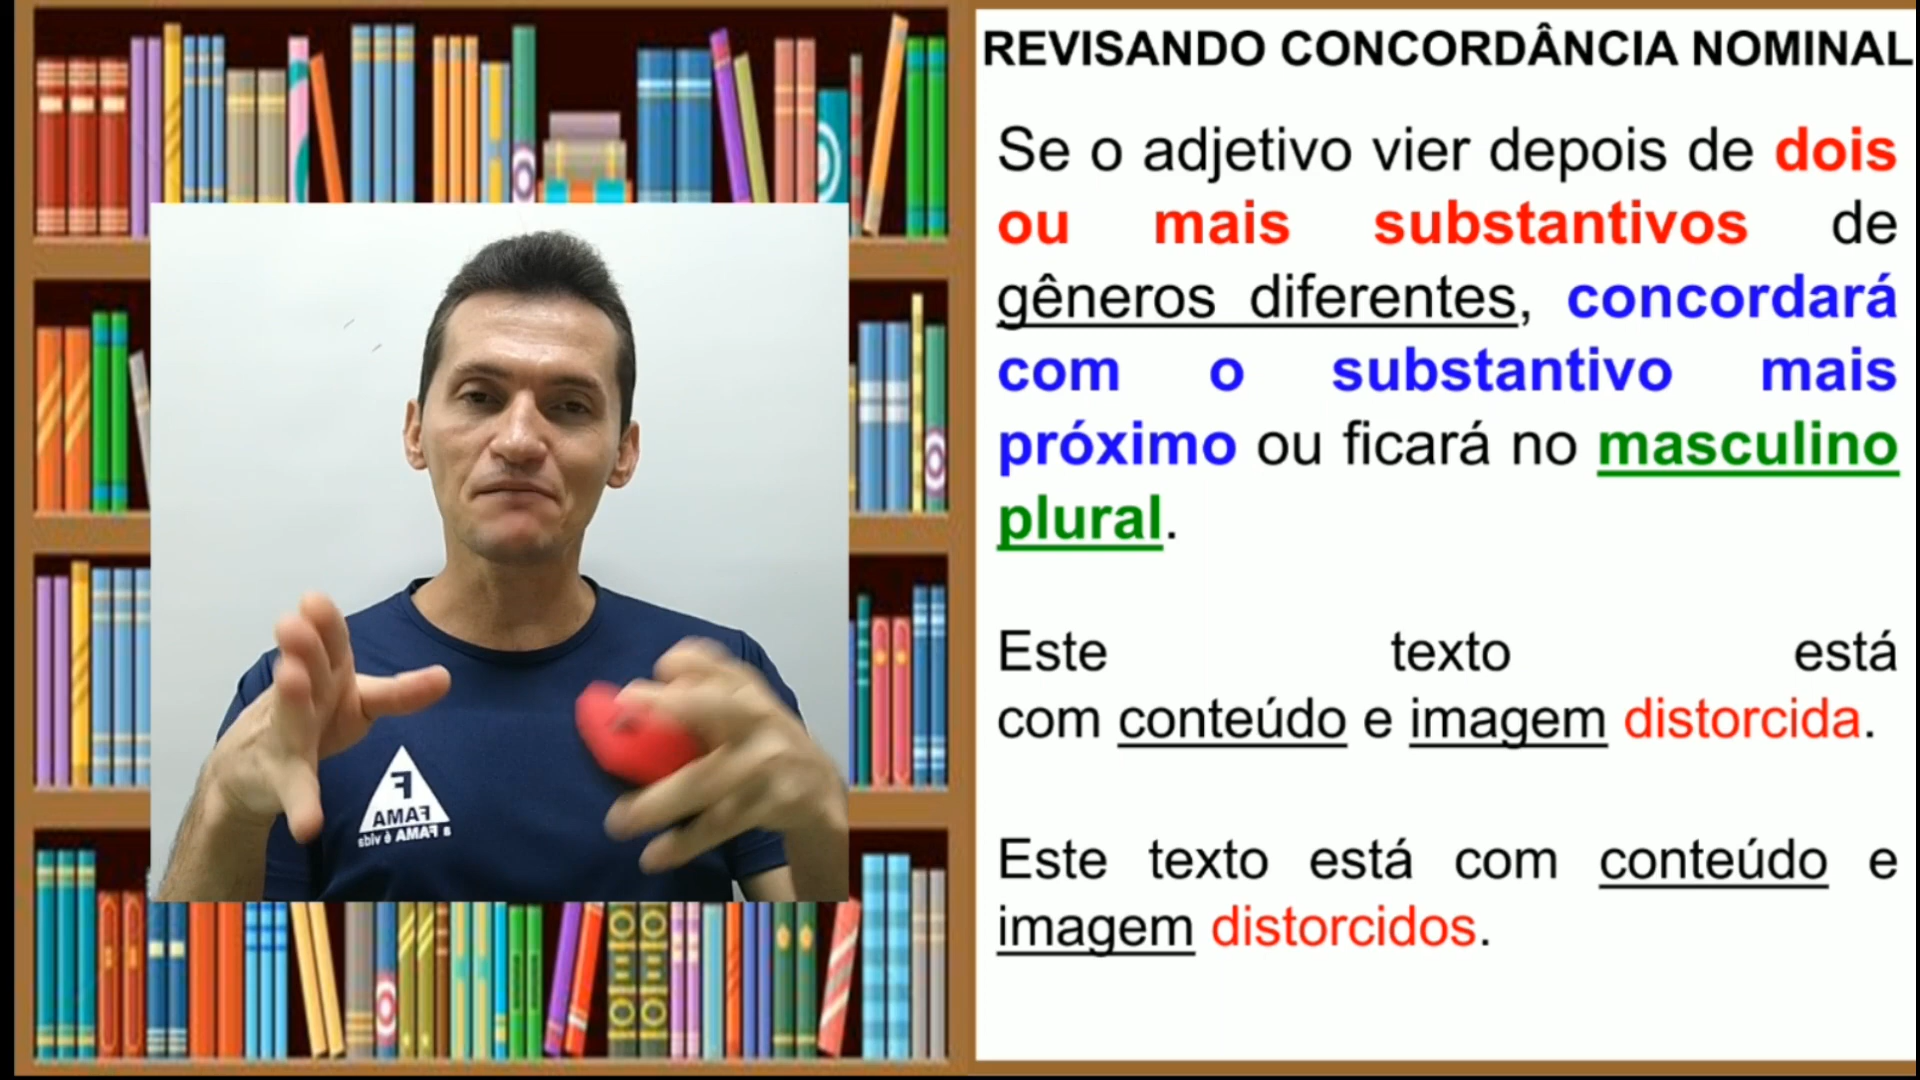 REVISANDO CONCORDÂNCIA NOMINAL
Se o adjetivo vier depois de dois
ou mais substantivos de
gêneros diferentes, concordará
com o substantivo mais
próximo ou ficará no masculino
plural.
Este texto está
com conteúdo e imagem distorcida.
Este texto está com conteúdo e
imagem distorcidos.
F
FAMA
a FAMA é vida